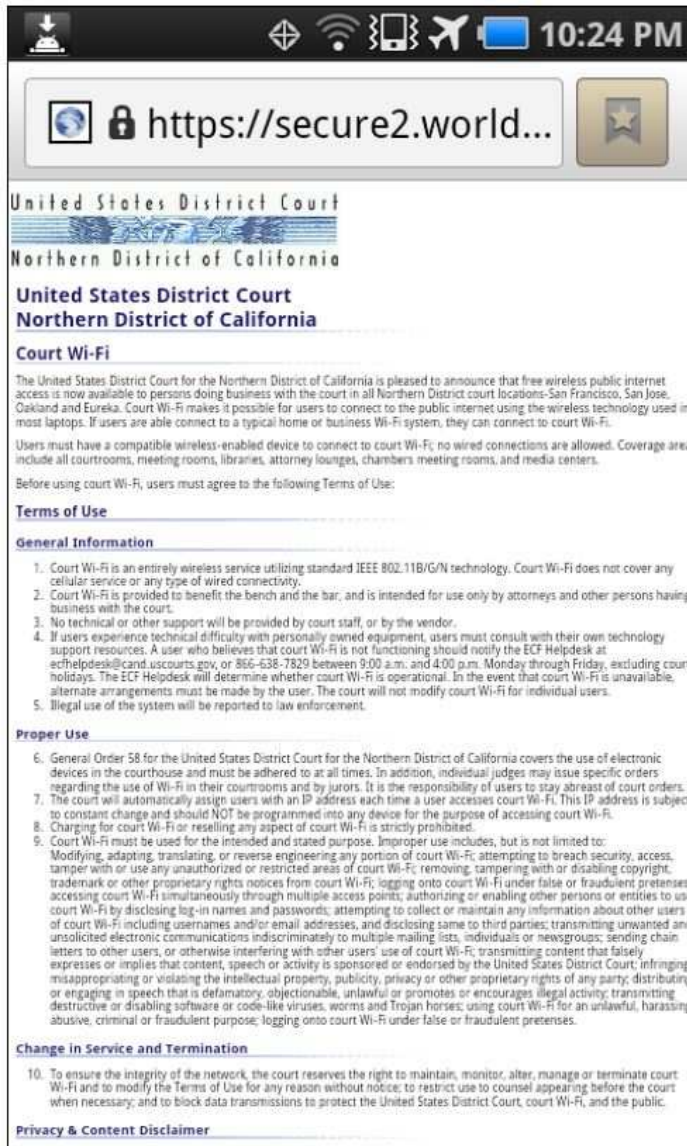 10:24 PM
https://secure2.world...
United States District Court
Northern District of California
United States District Court
Northern District of California
Court Wi-Fi
The United States District Court for the Northern District of California is pleased to announce that free wireless public internet
access is now available to persons doing business with the court in all Northern District court locations-San Francisco, San Jose,
Oakland and Eureka. Court Wi-Fi makes it possible for users to connect to the public internet using the wireless technology used in
most laptops. If users are able connect to a typical home or business Wi-Fi system, they can connect to court Wi-Fi.
Users must have a compatible wireless-enabled device to connect to court Wi-Fi; no wired connections are allowed. Coverage area
include all courtrooms, meeting rooms, libraries, attorney lounges, chambers meeting rooms, and media centers.
Before using court Wi-Fi, users must agree to the following Terms of Use:
Terms of Use
General Information
1. Court Wi-Fi is an entirely wireless service utilizing standard IEEE 802.11B/G/N technology. Court Wi-Fi does not cover any
cellular service or any type of wired connectivity.
2. Court Wi-Fi is provided to benefit the bench and the bar, and is intended for use only by attorneys and other persons having
business with the court.
3. No technical or other support will be provided by court staff, or by the vendor.
4. If users experience technical difficulty with personally owned equipment, users must consult with their own technology
support resources. A user who believes that court Wi-Fi is not functioning should notify the ECF Helpdesk at
ecfhelpdesk@cand.uscourts.gov, or 866-638-7829 between 9:00 a.m. and 4:00 p.m. Monday through Friday, excluding cour
holidays. The ECF Helpdesk will determine whether court Wi-Fi is operational. In the event that court Wi-Fi is unavailable,
alternate arrangements must be made by the user. The court will not modify court Wi-Fi for individual users.
5. Illegal use of the system will be reported to law enforcement.
Proper Use
6. General Order 58 for the United States District Court for the Northern District of California covers the use of electronic
devices in the courthouse and must be adhered to at all times. In addition, individual judges may issue specific orders
regarding the use of Wi-Fi in their courtrooms and by jurors. It is the responsibility of users to stay abreast of court orders.
7. The court will automatically assign users with an IP address each time a user accesses court Wi-Fi. This IP address is subject
to constant change and should NOT be programmed into any device for the purpose of accessing court Wi-Fi.
8. Charging for court Wi-Fi or reselling any aspect of court Wi-Fi is strictly prohibited.
9. Court Wi-Fi must be used for the intended and stated purpose. Improper use includes, but is not limited to:
Modifying, adapting, translating, or reverse engineering any portion of court Wi-Fi; attempting to breach security, access,
tamper with or use any unauthorized or restricted areas of court Wi-Fi; removing, tampering with or disabling copyright,
trademark or other proprietary rights notices from court Wi-Fi; logging onto court Wi-Fi under false or fraudulent pretenses
accessing court Wi-Fi simultaneously through multiple access points; authorizing or enabling other persons or entities to us
court Wi-Fi by disclosing log-in names and passwords; attempting to collect or maintain any information about other users
of court Wi-Fi including usernames and/or email addresses, and disclosing same to third parties; transmitting unwanted and
unsolicited electronic communications indiscriminately to multiple mailing lists, individuals or newsgroups; sending chain
letters to other users, or otherwise interfering with other users' use of court Wi-Fi; transmitting content that falsely
expresses or implies that content, speech or activity is sponsored or endorsed by the United States District Court; infringing
misappropriating or violating the intellectual property, publicity, privacy or other proprietary rights of any party; distributing
or engaging in speech that is defamatory, objectionable, unlawful or promotes or encourages illegal activity; transmitting
destructive or disabling software or code-like viruses, worms and Trojan horses; using court Wi-Fi for an unlawful, harassing
abusive, criminal or fraudulent purpose; logging onto court Wi-Fi under false or fraudulent pretenses.
Change in Service and Termination
10. To ensure the integrity of the network, the court reserves the right to maintain, monitor, alter, manage or terminate court
Wi-Fi and to modify the Terms of Use for any reason without notice; to restrict use to counsel appearing before the court
when necessary; and to block data transmissions to protect the United States District Court, court Wi-Fi, and the public.
Privacy & Content Disclaimer